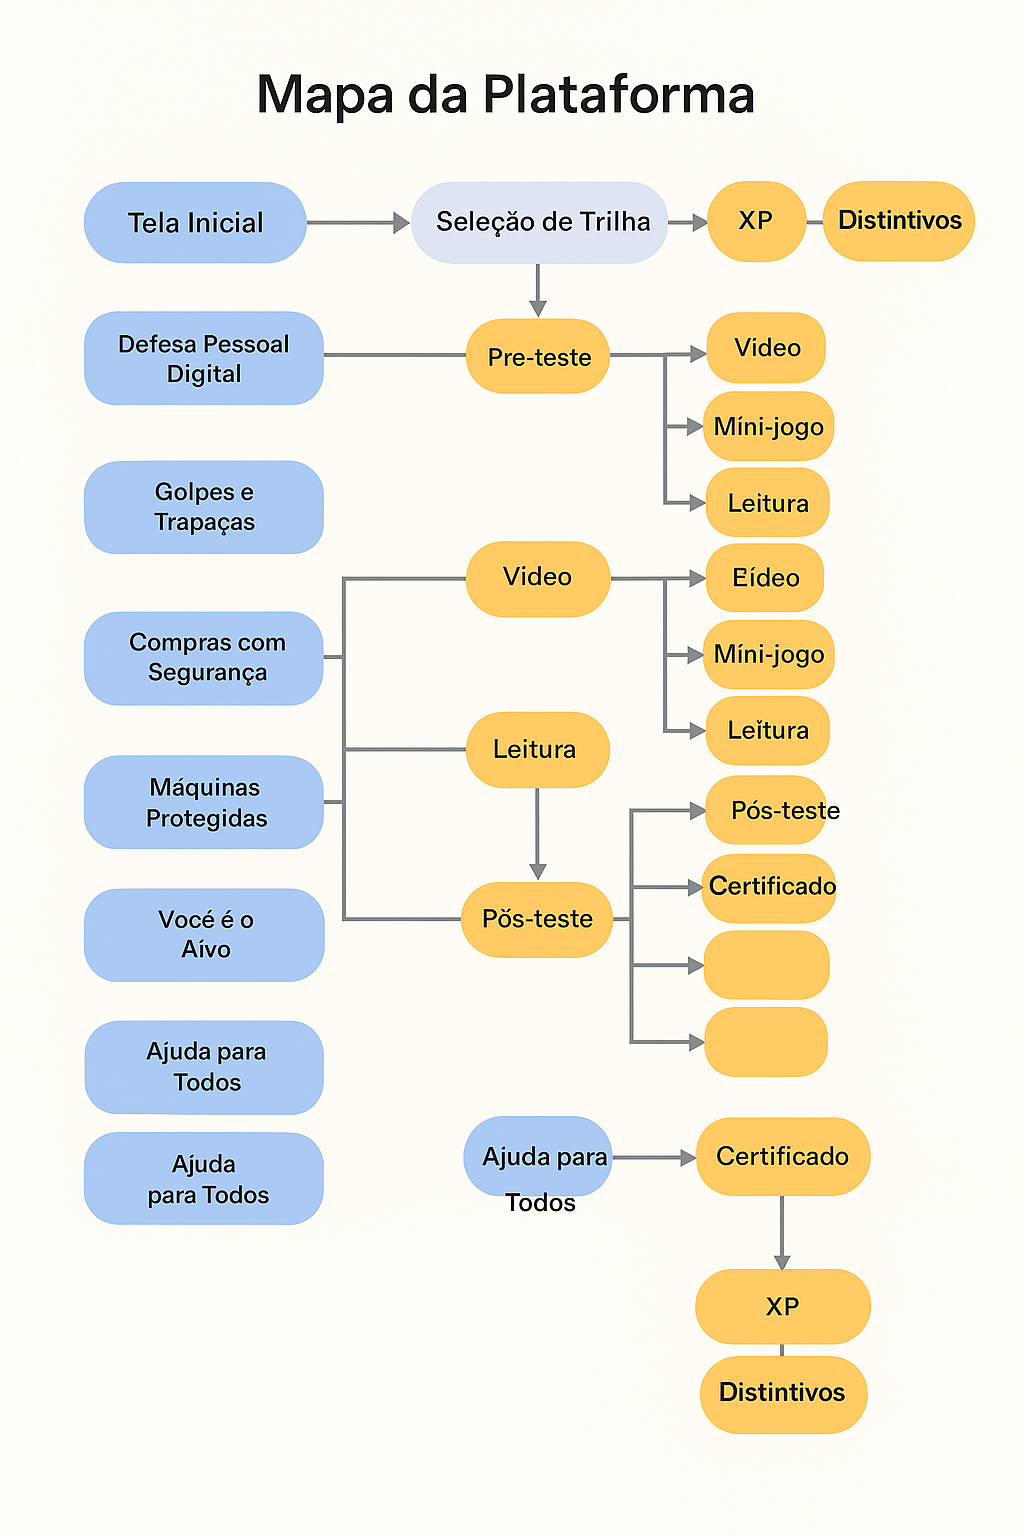 Mapa da Plataforma
Tela Inicial
Seleção de Trilha
XP
Distintivos
Defesa Pessoal
Digital
Pre-teste
Video
Míni-jogo
Leitura
Golpes e
Trapaças
Video
Eídeo
Compras com
Segurança
Míni-jogo
Leitura
Leitura
Máquinas
Protegidas
Pós-teste
Certificado
Vocé é o
Aívo
Pŏs-teste
Ajuda para
Todos
Ajuda
para Todos
Ajuda para
Todos
Certificado
XP
Distintivos